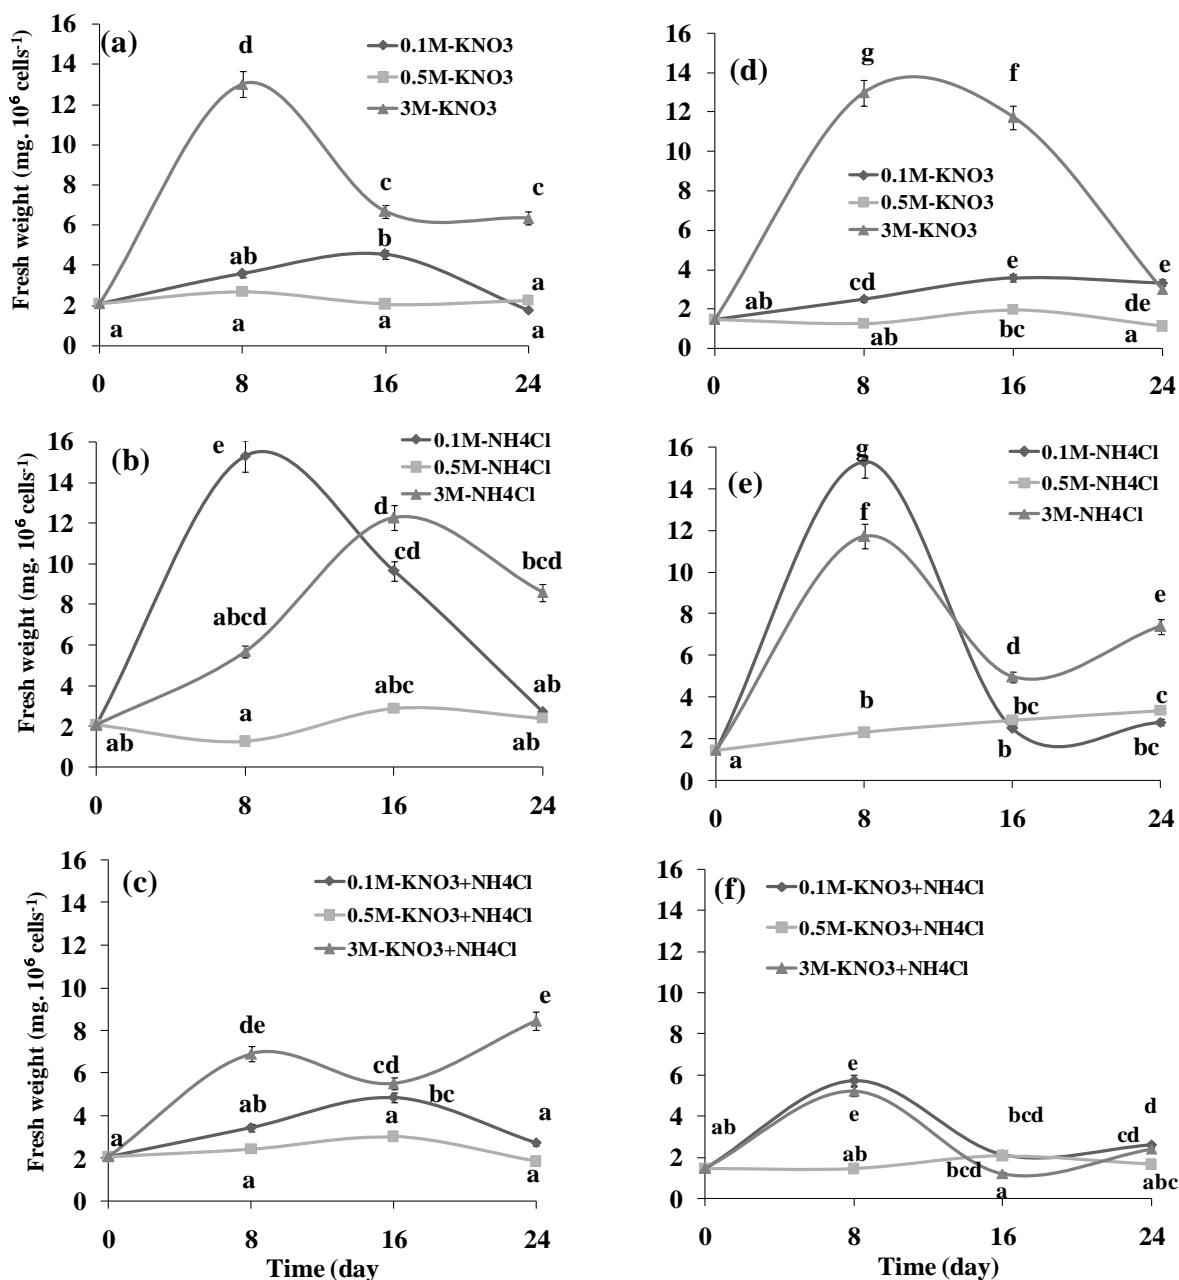 (a)
Fresh weight (mg. 10⁶ cells⁻¹)
16
14
12
10
8
6
4
2
0
0.1M-KNO3
0.5M-KNO3
3M-KNO3
d
c
c
ab
b
a
a
a
a
a
0 8 16 24
(d)
16
14
12
10
8
6
4
2
0
g
f
0.1M-KNO3
0.5M-KNO3
3M-KNO3
ab
cd
e
e
ab
bc
de
a
0 8 16 24
(b)
Fresh weight (mg. 10⁶ cells⁻¹)
16
14
12
10
8
6
4
2
0
0.1M-NH4Cl
0.5M-NH4Cl
3M-NH4Cl
e
d
cd
bcd
abcd
a
abc
ab
ab
ab
0 8 16 24
(e)
16
14
12
10
8
6
4
2
0
0.1M-NH4Cl
0.5M-NH4Cl
3M-NH4Cl
g
f
e
d
b
bc
c
a
b
bc
0 8 16 24
(c)
Fresh weight (mg. 10⁶ cells⁻¹)
16
14
12
10
8
6
4
2
0
0.1M-KNO3+NH4Cl
0.5M-KNO3+NH4Cl
3M-KNO3+NH4Cl
e
de
cd
bc
ab
a
a
a
a
a
0 8 16 24
Time (day
(f)
16
14
12
10
8
6
4
2
0
0.1M-KNO3+NH4Cl
0.5M-KNO3+NH4Cl
3M-KNO3+NH4Cl
e
ab
e
bcd
d
cd
ab
bcd
a
abc
0 8 16 24
Time (day)